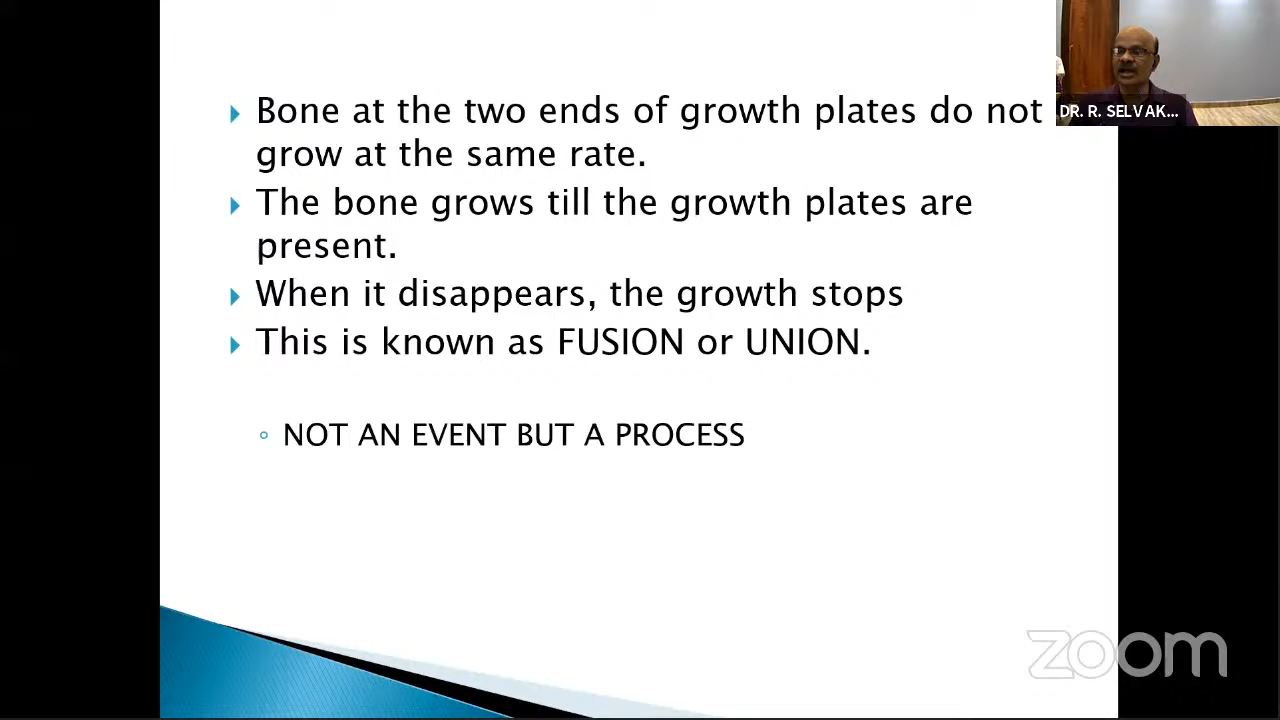 Bone at the two ends of growth plates do not
grow at the same rate.
The bone grows till the growth plates are
present.
When it disappears, the growth stops
This is known as FUSION or UNION.
NOT AN EVENT BUT A PROCESS
DR. R. SELVAK...
zoom